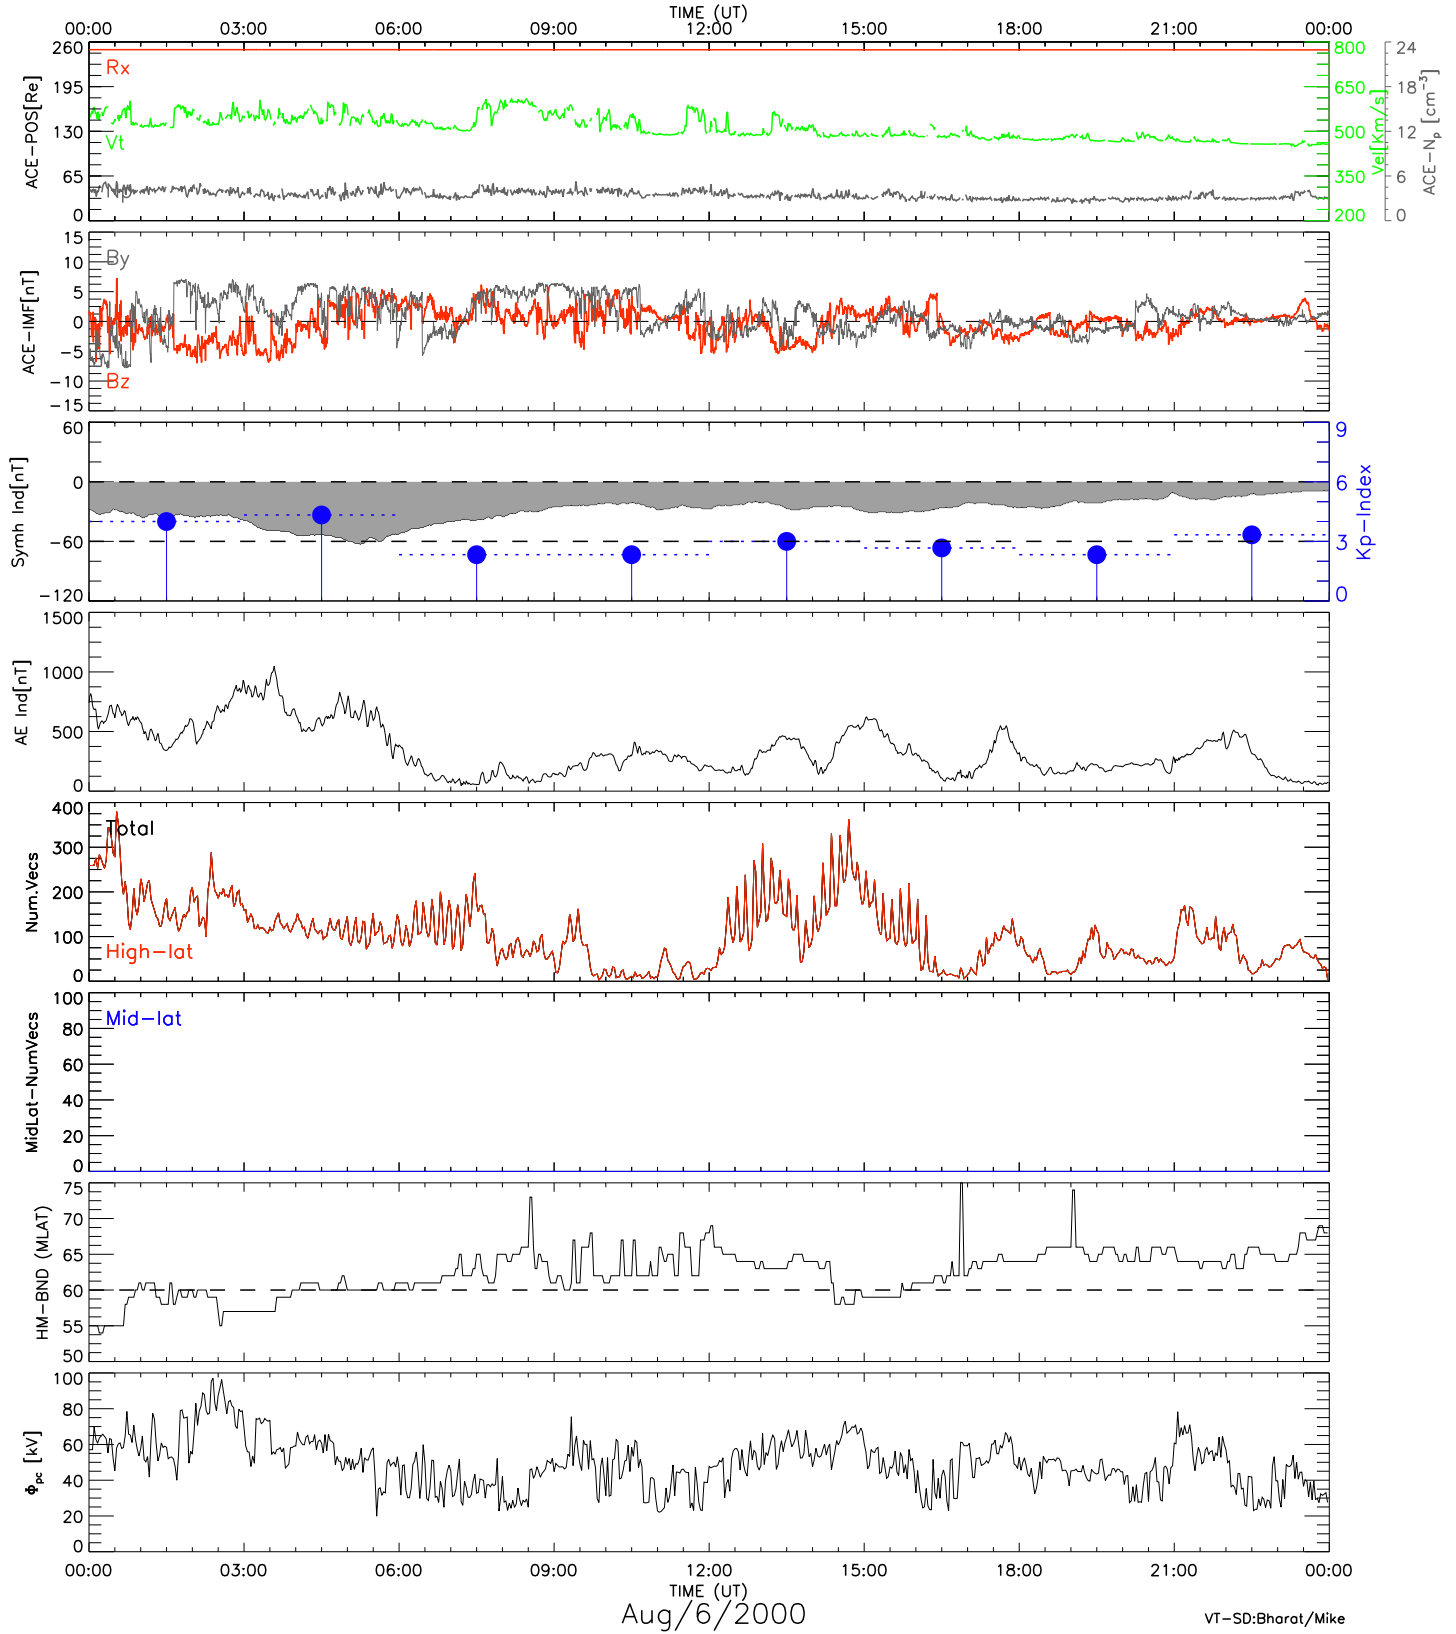 TIME (UT)
00:00 03:00 06:00 09:00 12:00 15:00 18:00 21:00 00:00
260 195 130 65 0
ACE-POS[Re]
Rx
Vt
Np
800 650 500 350 200
Vel[Km/s]
24 18 12 6 0
ACE-Np [cm⁻³]
15 10 5 0 -5 -10 -15
ACE-IMF[nT]
By
Bz
60 0 -60 -120
Symh Ind[nT]
9 6 3 0
Kp-Index
1500 1000 500 0
AE Ind[nT]
400 300 200 100 0
Num.Vecs
Total
High-lat
100 80 60 40 20 0
MidLat-NumVecs
Mid-lat
75 70 65 60 55 50
HM-BND (MLAT)
100 80 60 40 20 0
Φpc [kV]
00:00 03:00 06:00 09:00 12:00 15:00 18:00 21:00 00:00
TIME (UT)
Aug/6/2000
VT-SD:Bharat/Mike